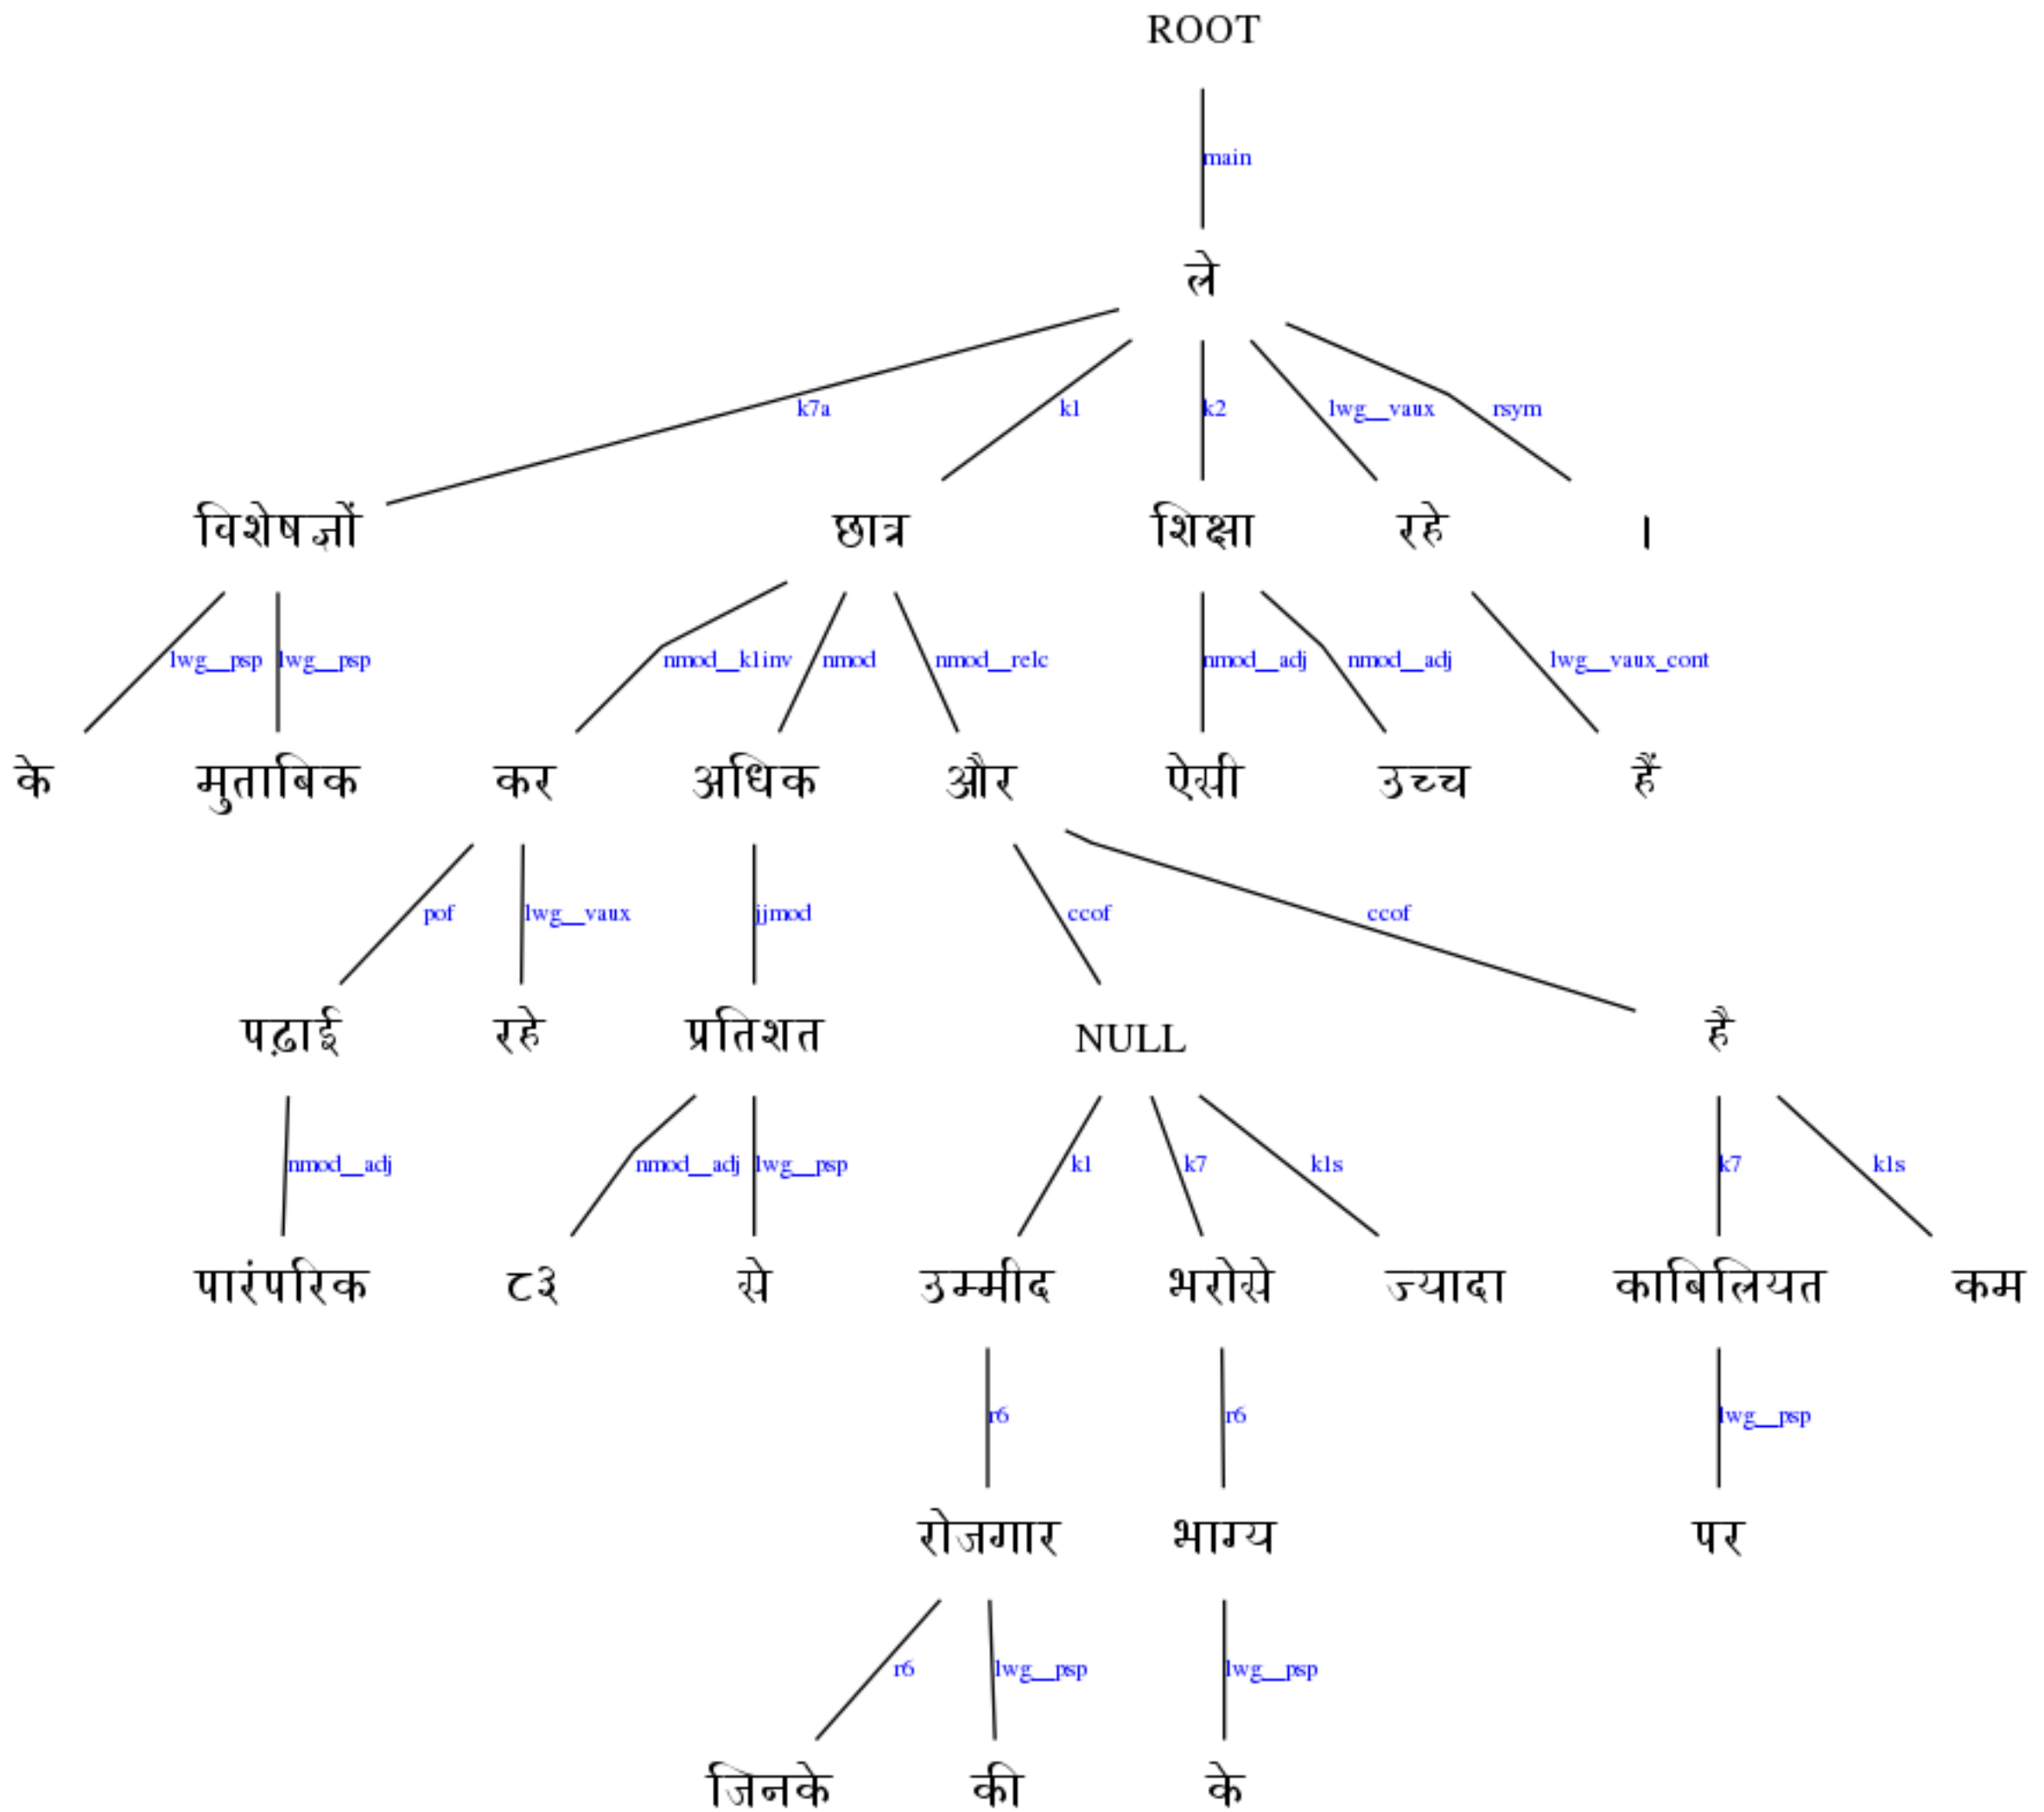 ROOT
main
ले
k7a k1 k2 lwg__vaux rsym
विशेषज्ञों छात्र शिक्षा रहे ।
lwg__psp lwg__psp nmod__k1inv nmod nmod__relc nmod__adj nmod__adj lwg__vaux_cont
के मुताबिक कर अधिक और ऐसी उच्च हैं
pof lwg__vaux jjmod ccof ccof
पढ़ाई रहे प्रतिशत NULL है
nmod__adj nmod__adj lwg__psp k1 k7 k1s k7 k1s
पारंपरिक ८३ से उम्मीद भरोसे ज्यादा काबिलियत कम
r6 r6 lwg__psp
रोजगार भाग्य पर
r6 lwg__psp lwg__psp
जिनके की के